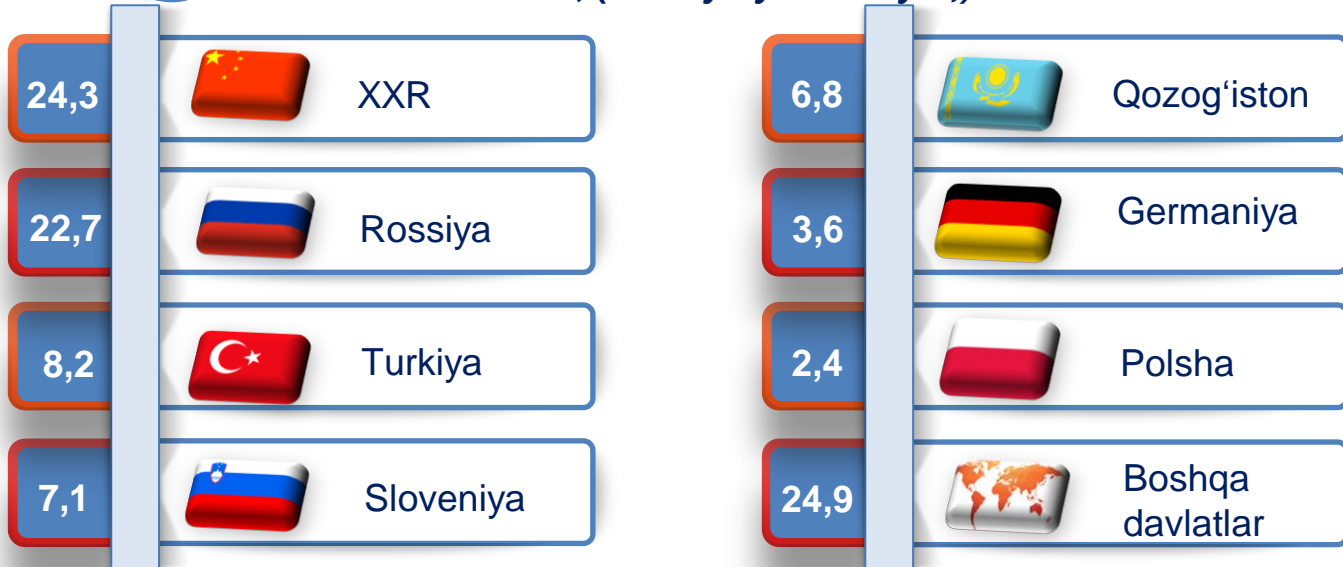 24,3 XXR
22,7 Rossiya
8,2 Turkiya
7,1 Sloveniya
6,8 Qozog‘iston
3,6 Germaniya
2,4 Polsha
24,9 Boshqa
davlatlar